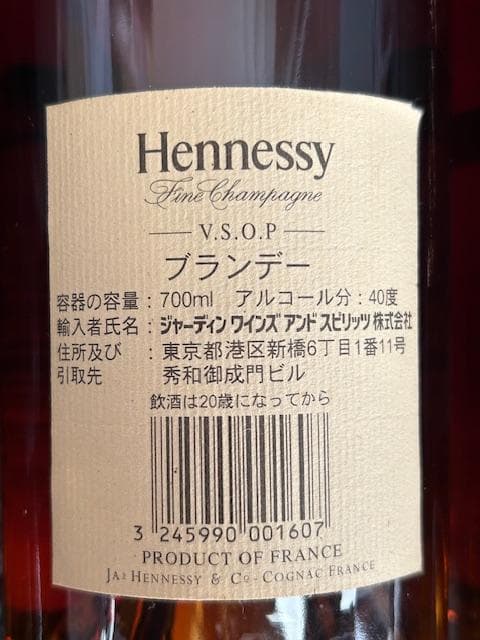 Hennessy
Fine Champagne
V.S.O.P
ブランデー
容器の容量：700ml アルコール分：40度
輸入者氏名：ジャーディン ワインズ アンド スピリッツ 株式会社
住所及び：東京都港区新橋6丁目1番11号
引取先 秀和御成門ビル
飲酒は20歳になってから
3 245990 001607
PRODUCT OF FRANCE
JAS HENNESSY & CO - COGNAC FRANCE